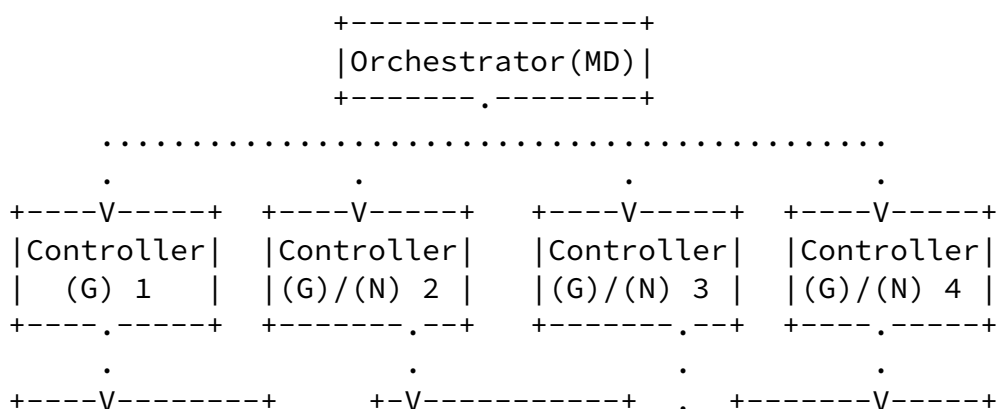 Orchestrator(MD)
Controller Controller Controller Controller
(G) 1 (G)/(N) 2 (G)/(N) 3 (G)/(N) 4